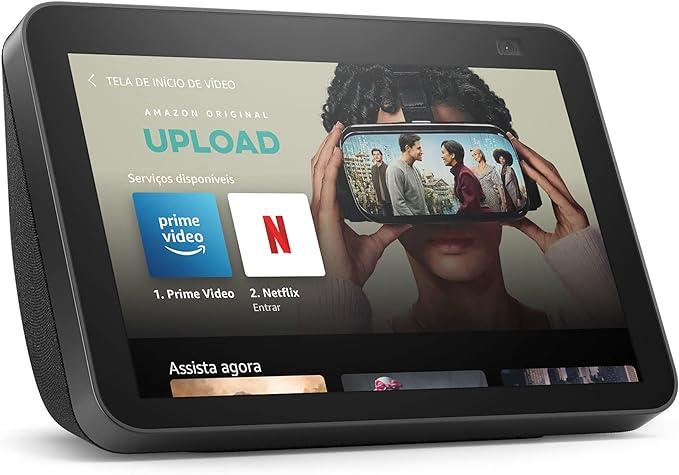 TELA DE INÍCIO DE VÍDEO
AMAZON ORIGINAL
UPLOAD
Serviços disponíveis
prime
video
N
1. Prime Video
2. Netflix
Entrar
Assista agora